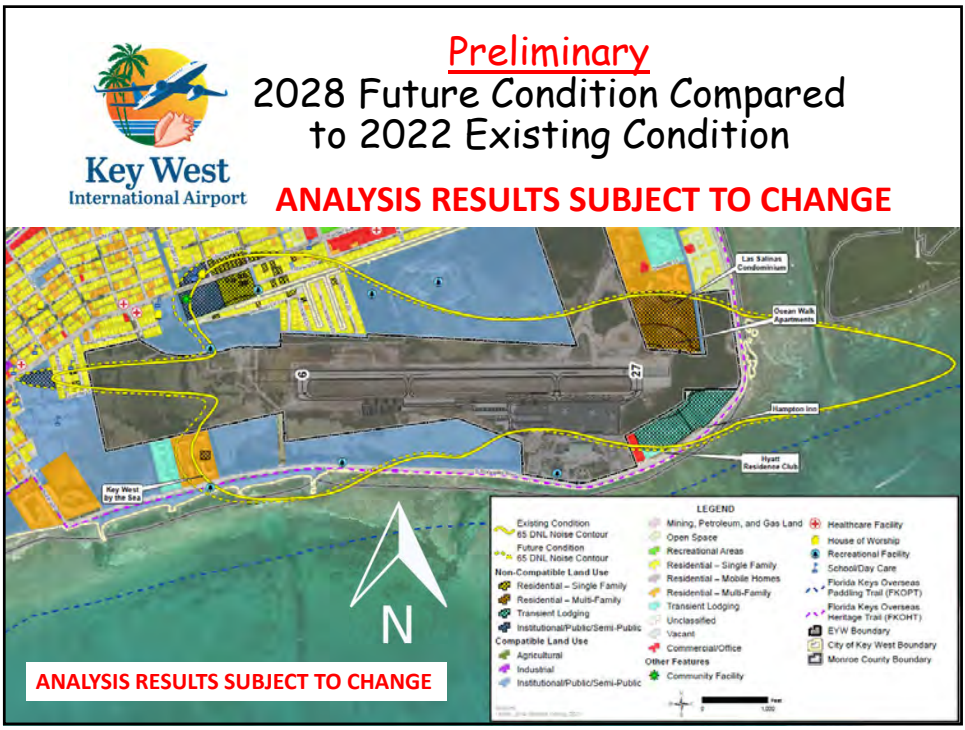 Preliminary
2028 Future Condition Compared
to 2022 Existing Condition
Key West
International Airport
ANALYSIS RESULTS SUBJECT TO CHANGE
Las Salinas
Condominium
Ocean Walk
Apartments
6
27
Hampton Inn
Hyatt
Residence Club
Key West
by the Sea
N
ANALYSIS RESULTS SUBJECT TO CHANGE
LEGEND
Existing Condition
65 DNL Noise Contour
Future Condition
65 DNL Noise Contour
Non-Compatible Land Use
Residential – Single Family
Residential – Multi-Family
Transient Lodging
Institutional/Public/Semi-Public
Compatible Land Use
Agricultural
Industrial
Institutional/Public/Semi-Public
Mining, Petroleum, and Gas Land
Open Space
Recreational Areas
Residential – Single Family
Residential – Mobile Homes
Residential – Multi-Family
Transient Lodging
Unclassified
Vacant
Commercial/Office
Other Features
Community Facility
Healthcare Facility
House of Worship
Recreational Facility
School/Day Care
Florida Keys Overseas
Paddling Trail (FKOPT)
Florida Keys Overseas
Heritage Trail (FKOHT)
EYW Boundary
City of Key West Boundary
Monroe County Boundary
Feet
0 1,000